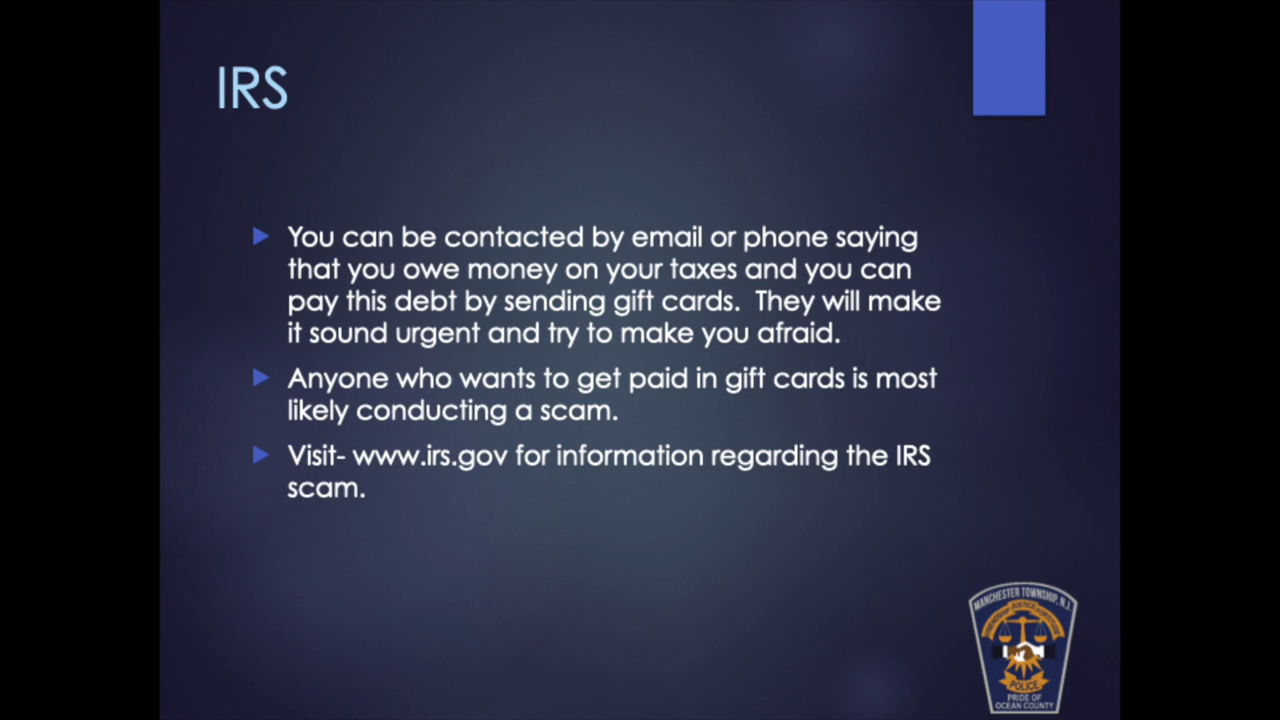 IRS
You can be contacted by email or phone saying
that you owe money on your taxes and you can
pay this debt by sending gift cards.  They will make
it sound urgent and try to make you afraid.
Anyone who wants to get paid in gift cards is most
likely conducting a scam.
Visit- www.irs.gov for information regarding the IRS
scam.
MANCHESTER TOWNSHIP, N.J.
POLICE
PRIDE OF
OCEAN COUNTY